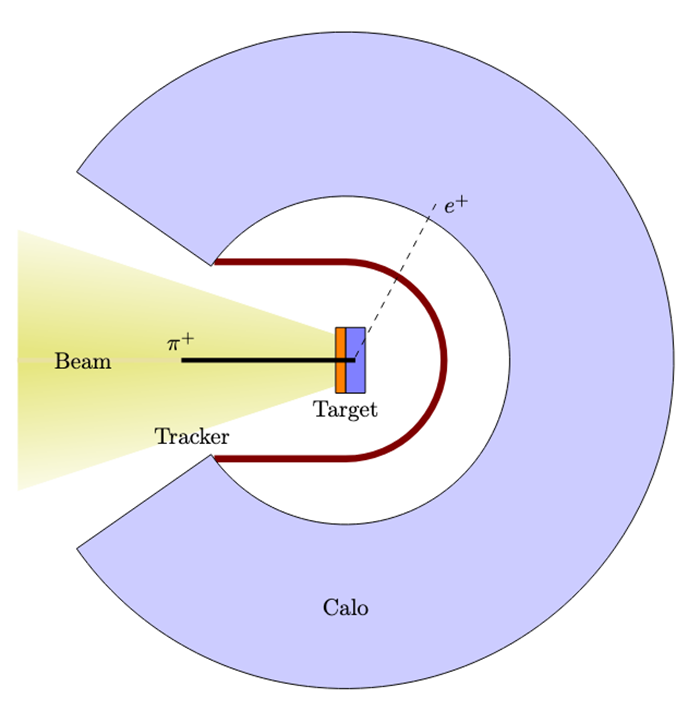 e⁺
π⁺
Beam
Target
Tracker
Calo